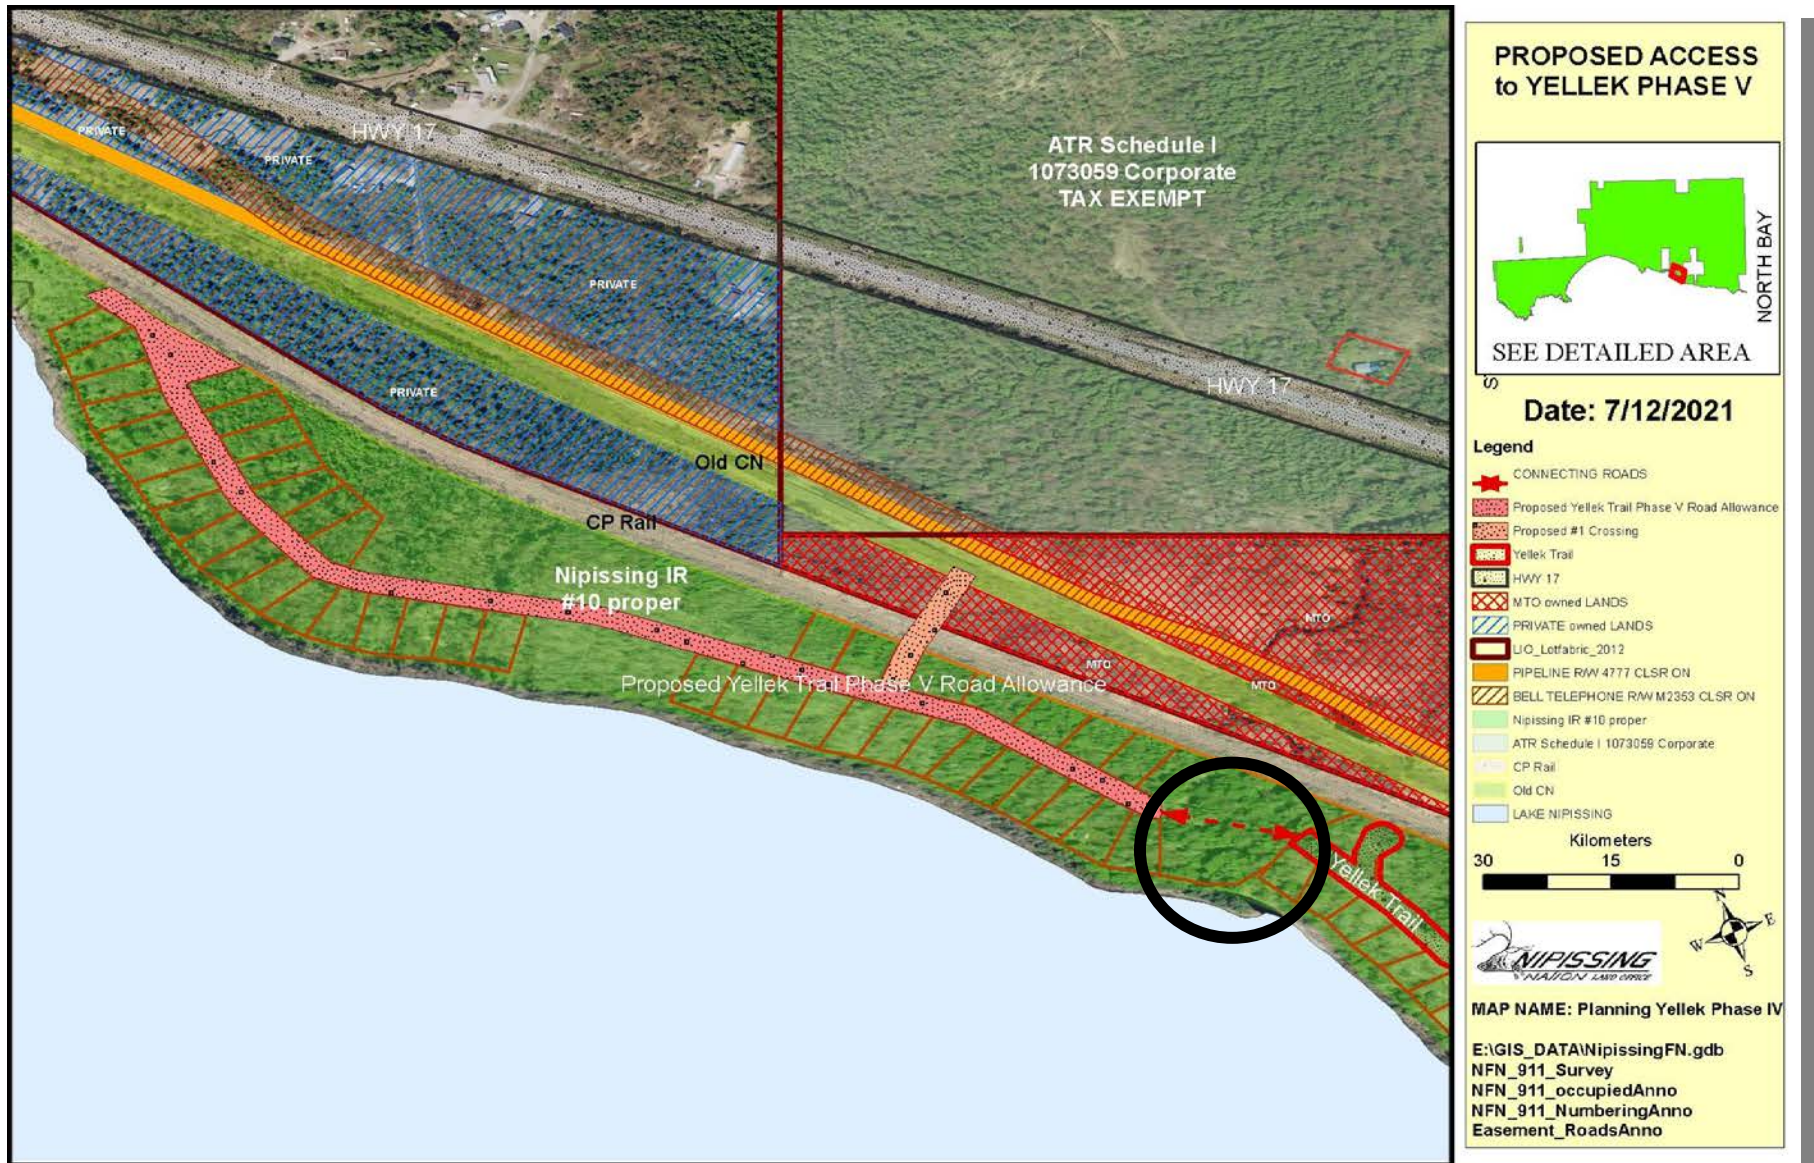 PRIVATE
HWY 17
PRIVATE
ATR Schedule I
1073059 Corporate
TAX EXEMPT
PRIVATE
PRIVATE
HWY 17
Old CN
CP Rail
Nipissing IR
#10 proper
MTO
MTO
MTO
Proposed Yellek Trail Phase V Road Allowance
Yellek Trail
PROPOSED ACCESS
to YELLEK PHASE V
NORTH BAY
SEE DETAILED AREA
Date: 7/12/2021
Legend
CONNECTING ROADS
Proposed Yellek Trail Phase V Road Allowance
Proposed #1 Crossing
Yellek Trail
HWY 17
MTO owned LANDS
PRIVATE owned LANDS
LIO_Lotfabric_2012
PIPELINE R/W 4777 CLSR ON
BELL TELEPHONE R/W M2353 CLSR ON
Nipissing IR #10 proper
ATR Schedule I 1073059 Corporate
CP Rail
Old CN
LAKE NIPISSING
Kilometers
30 15 0
N
E
W
S
NIPISSING
NATION LAND OFFICE
MAP NAME: Planning Yellek Phase IV
E:\GIS_DATA\NipissingFN.gdb
NFN_911_Survey
NFN_911_occupiedAnno
NFN_911_NumberingAnno
Easement_RoadsAnno